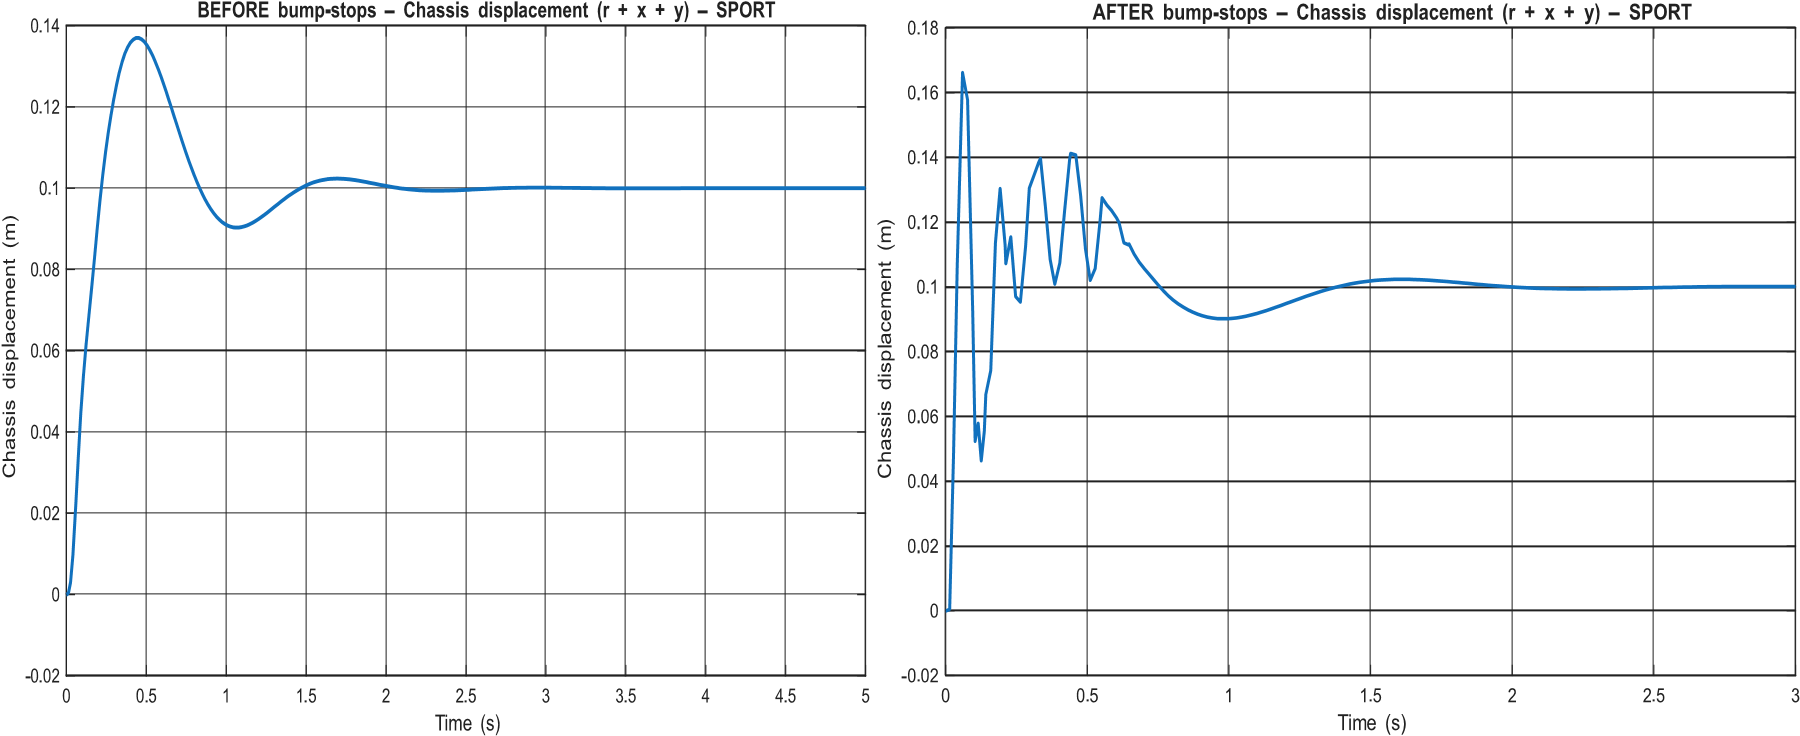 BEFORE bump-stops – Chassis displacement (r + x + y) – SPORT
0.14
0.12
0.1
0.08
0.06
0.04
0.02
0
-0.02
Chassis displacement (m)
0 0.5 1 1.5 2 2.5 3 3.5 4 4.5 5
Time (s)
AFTER bump-stops – Chassis displacement (r + x + y) – SPORT
0.18
0.16
0.14
0.12
0.1
0.08
0.06
0.04
0.02
0
-0.02
Chassis displacement (m)
0 0.5 1 1.5 2 2.5 3
Time (s)